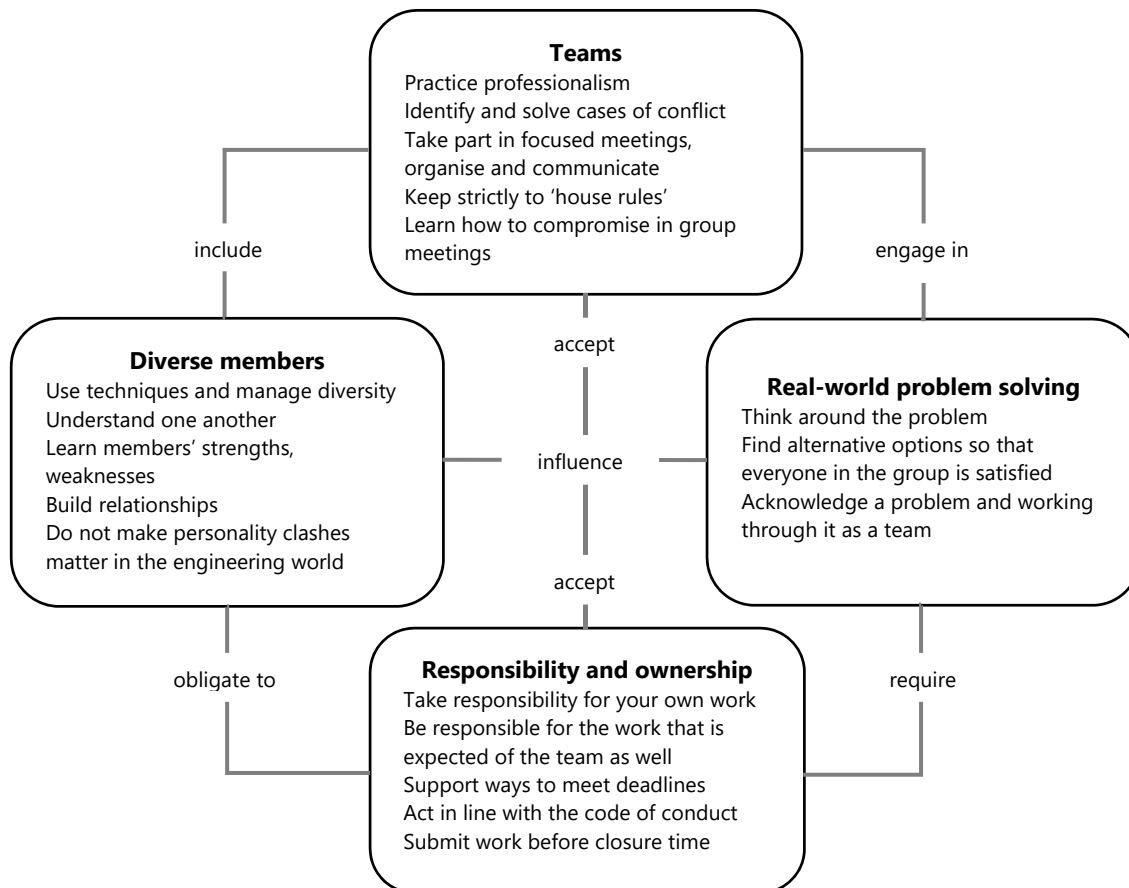 Teams
Practice professionalism
Identify and solve cases of conflict
Take part in focused meetings,
organise and communicate
Keep strictly to ‘house rules’
Learn how to compromise in group
meetings
include
engage in
accept
Diverse members
Use techniques and manage diversity
Understand one another
Learn members’ strengths,
weaknesses
Build relationships
Do not make personality clashes
matter in the engineering world
influence
Real-world problem solving
Think around the problem
Find alternative options so that
everyone in the group is satisfied
Acknowledge a problem and working
through it as a team
accept
obligate to
require
Responsibility and ownership
Take responsibility for your own work
Be responsible for the work that is
expected of the team as well
Support ways to meet deadlines
Act in line with the code of conduct
Submit work before closure time